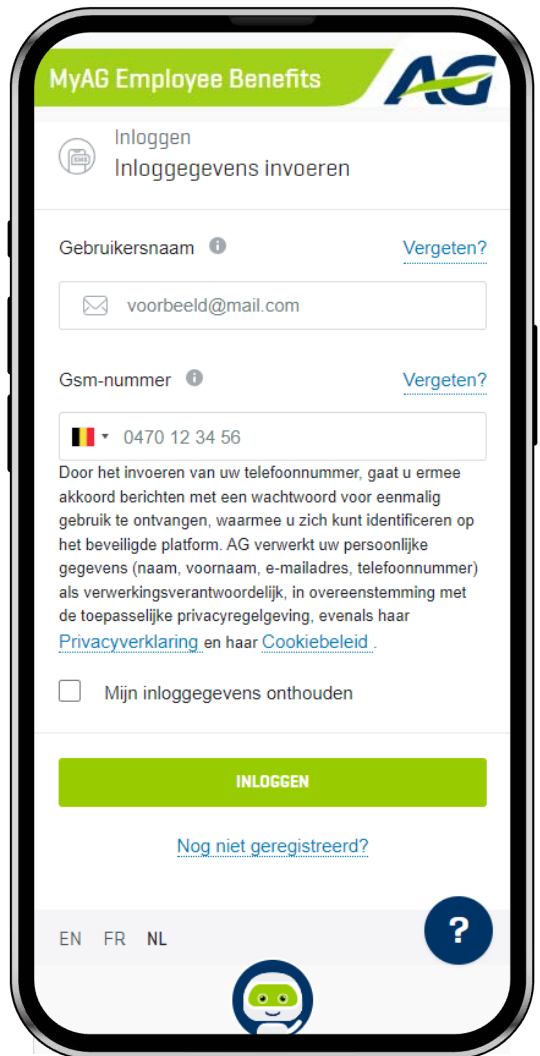 MyAG Employee Benefits
AG
SMS
Inloggen
Inloggegevens invoeren
Gebruikersnaam
Vergeten?
voorbeeld@mail.com
Gsm-nummer
Vergeten?
0470 12 34 56
Door het invoeren van uw telefoonnummer, gaat u ermee
akkoord berichten met een wachtwoord voor eenmalig
gebruik te ontvangen, waarmee u zich kunt identificeren op
het beveiligde platform. AG verwerkt uw persoonlijke
gegevens (naam, voornaam, e-mailadres, telefoonnummer)
als verwerkingsverantwoordelijk, in overeenstemming met
de toepasselijke privacyregelgeving, evenals haar
Privacyverklaring en haar Cookiebeleid .
Mijn inloggegevens onthouden
INLOGGEN
Nog niet geregistreerd?
EN FR NL
?